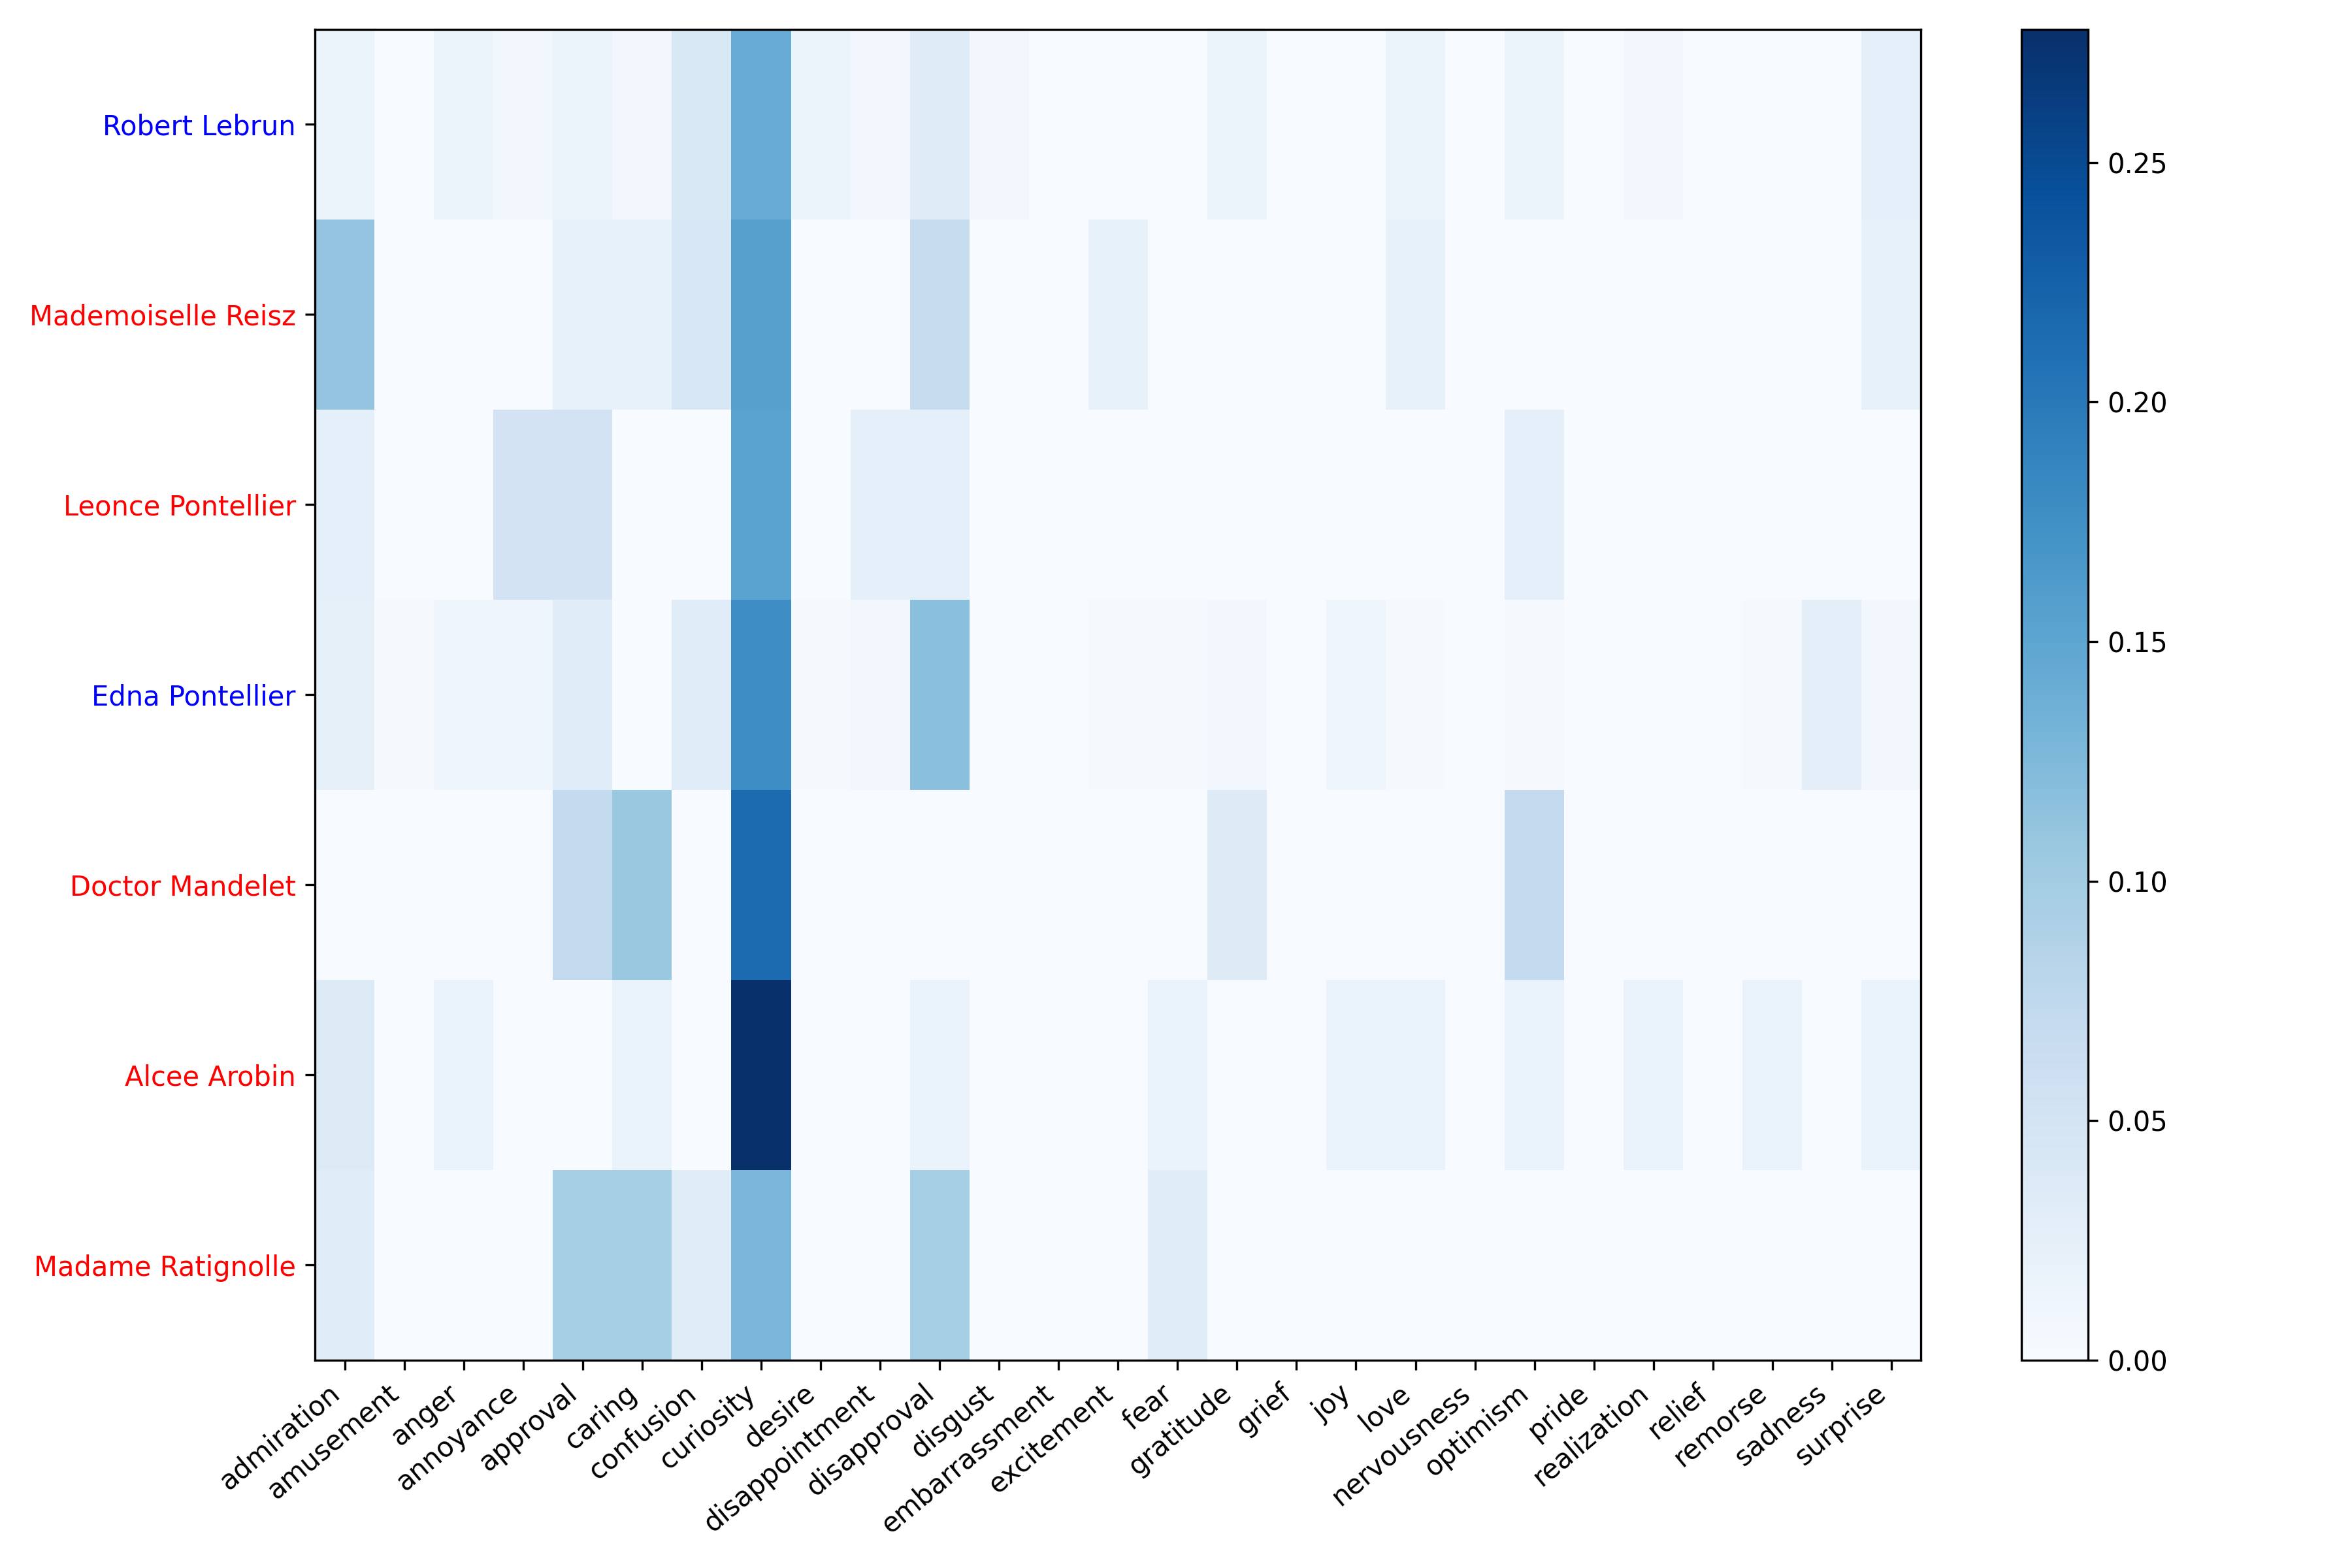 Robert Lebrun
Mademoiselle Reisz
Leonce Pontellier
Edna Pontellier
Doctor Mandelet
Alcee Arobin
Madame Ratignolle
admiration
amusement
anger
annoyance
approval
caring
confusion
curiosity
desire
disappointment
disapproval
disgust
embarrassment
excitement
fear
gratitude
grief
joy
love
nervousness
optimism
pride
realization
relief
remorse
sadness
surprise
0.25
0.20
0.15
0.10
0.05
0.00